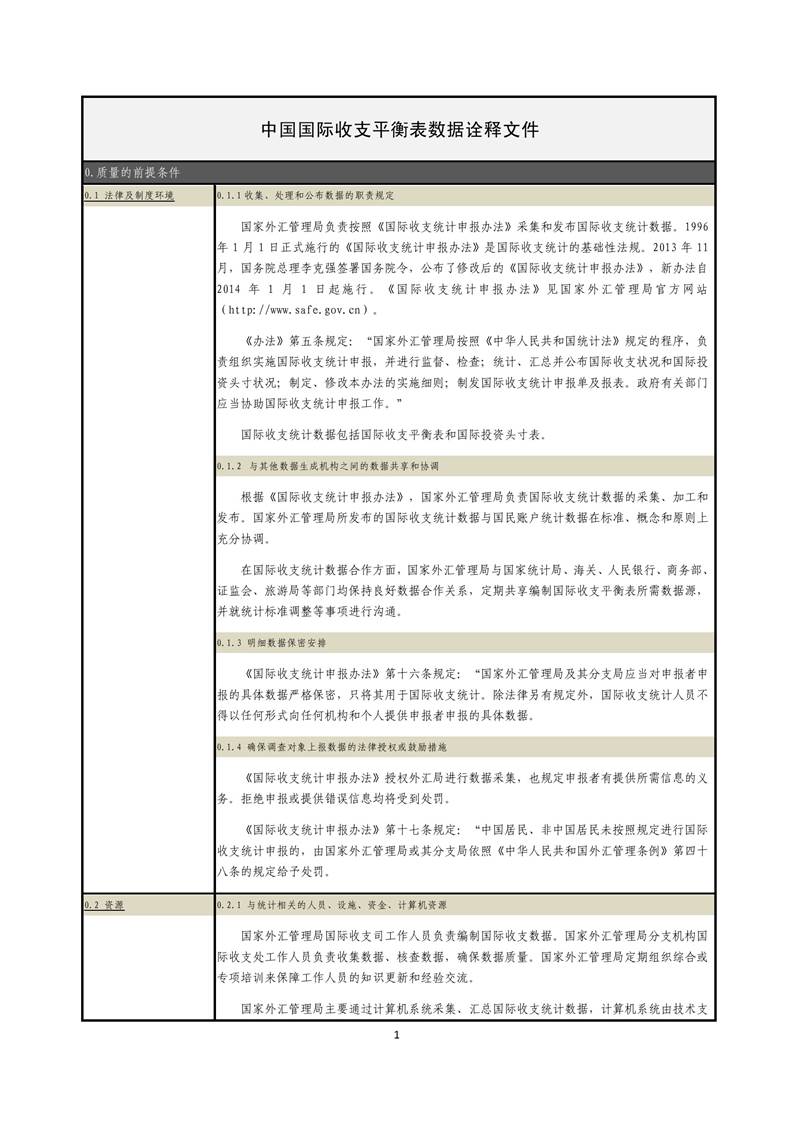 中国国际收支平衡表数据诠释文件
0.质量的前提条件
0.1 法律及制度环境
0.1.1收集、处理和公布数据的职责规定
国家外汇管理局负责按照《国际收支统计申报办法》采集和发布国际收支统计数据。1996
年 1 月 1 日正式施行的《国际收支统计申报办法》是国际收支统计的基础性法规。2013 年 11
月，国务院总理李克强签署国务院令，公布了修改后的《国际收支统计申报办法》，新办法自
2014 年 1 月 1 日起施行。《国际收支统计申报办法》见国家外汇管理局官方网站
（http://www.safe.gov.cn）。
《办法》第五条规定：“国家外汇管理局按照《中华人民共和国统计法》规定的程序，负
责组织实施国际收支统计申报，并进行监督、检查；统计、汇总并公布国际收支状况和国际投
资头寸状况；制定、修改本办法的实施细则；制发国际收支统计申报单及报表。政府有关部门
应当协助国际收支统计申报工作。”
国际收支统计数据包括国际收支平衡表和国际投资头寸表。
0.1.2 与其他数据生成机构之间的数据共享和协调
根据《国际收支统计申报办法》，国家外汇管理局负责国际收支统计数据的采集、加工和
发布。国家外汇管理局所发布的国际收支统计数据与国民账户统计数据在标准、概念和原则上
充分协调。
在国际收支统计数据合作方面，国家外汇管理局与国家统计局、海关、人民银行、商务部、
证监会、旅游局等部门均保持良好数据合作关系，定期共享编制国际收支平衡表所需数据源，
并就统计标准调整等事项进行沟通。
0.1.3 明细数据保密安排
《国际收支统计申报办法》第十六条规定：“国家外汇管理局及其分支局应当对申报者申
报的具体数据严格保密，只将其用于国际收支统计。除法律另有规定外，国际收支统计人员不
得以任何形式向任何机构和个人提供申报者申报的具体数据。
0.1.4 确保调查对象上报数据的法律授权或鼓励措施
《国际收支统计申报办法》授权外汇局进行数据采集，也规定申报者有提供所需信息的义
务。拒绝申报或提供错误信息均将受到处罚。
《国际收支统计申报办法》第十七条规定：“中国居民、非中国居民未按照规定进行国际
收支统计申报的，由国家外汇管理局或其分支局依照《中华人民共和国外汇管理条例》第四十
八条的规定给予处罚。
0.2 资源
0.2.1 与统计相关的人员、设施、资金、计算机资源
国家外汇管理局国际收支司工作人员负责编制国际收支数据。国家外汇管理局分支机构国
际收支处工作人员负责收集数据、核查数据，确保数据质量。国家外汇管理局定期组织综合或
专项培训来保障工作人员的知识更新和经验交流。
国家外汇管理局主要通过计算机系统采集、汇总国际收支统计数据，计算机系统由技术支
1